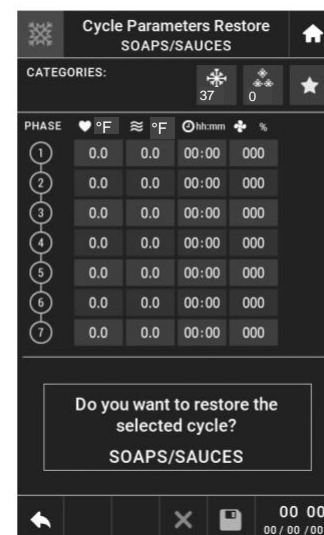 Cycle Parameters Restore
SOAPS/SAUCES
CATEGORIES:
37 0
PHASE °F °F hh:mm %
1 0.0 0.0 00:00 000
2 0.0 0.0 00:00 000
3 0.0 0.0 00:00 000
4 0.0 0.0 00:00 000
5 0.0 0.0 00:00 000
6 0.0 0.0 00:00 000
7 0.0 0.0 00:00 000
Do you want to restore the
selected cycle?
SOAPS/SAUCES
00 00
00/00/00